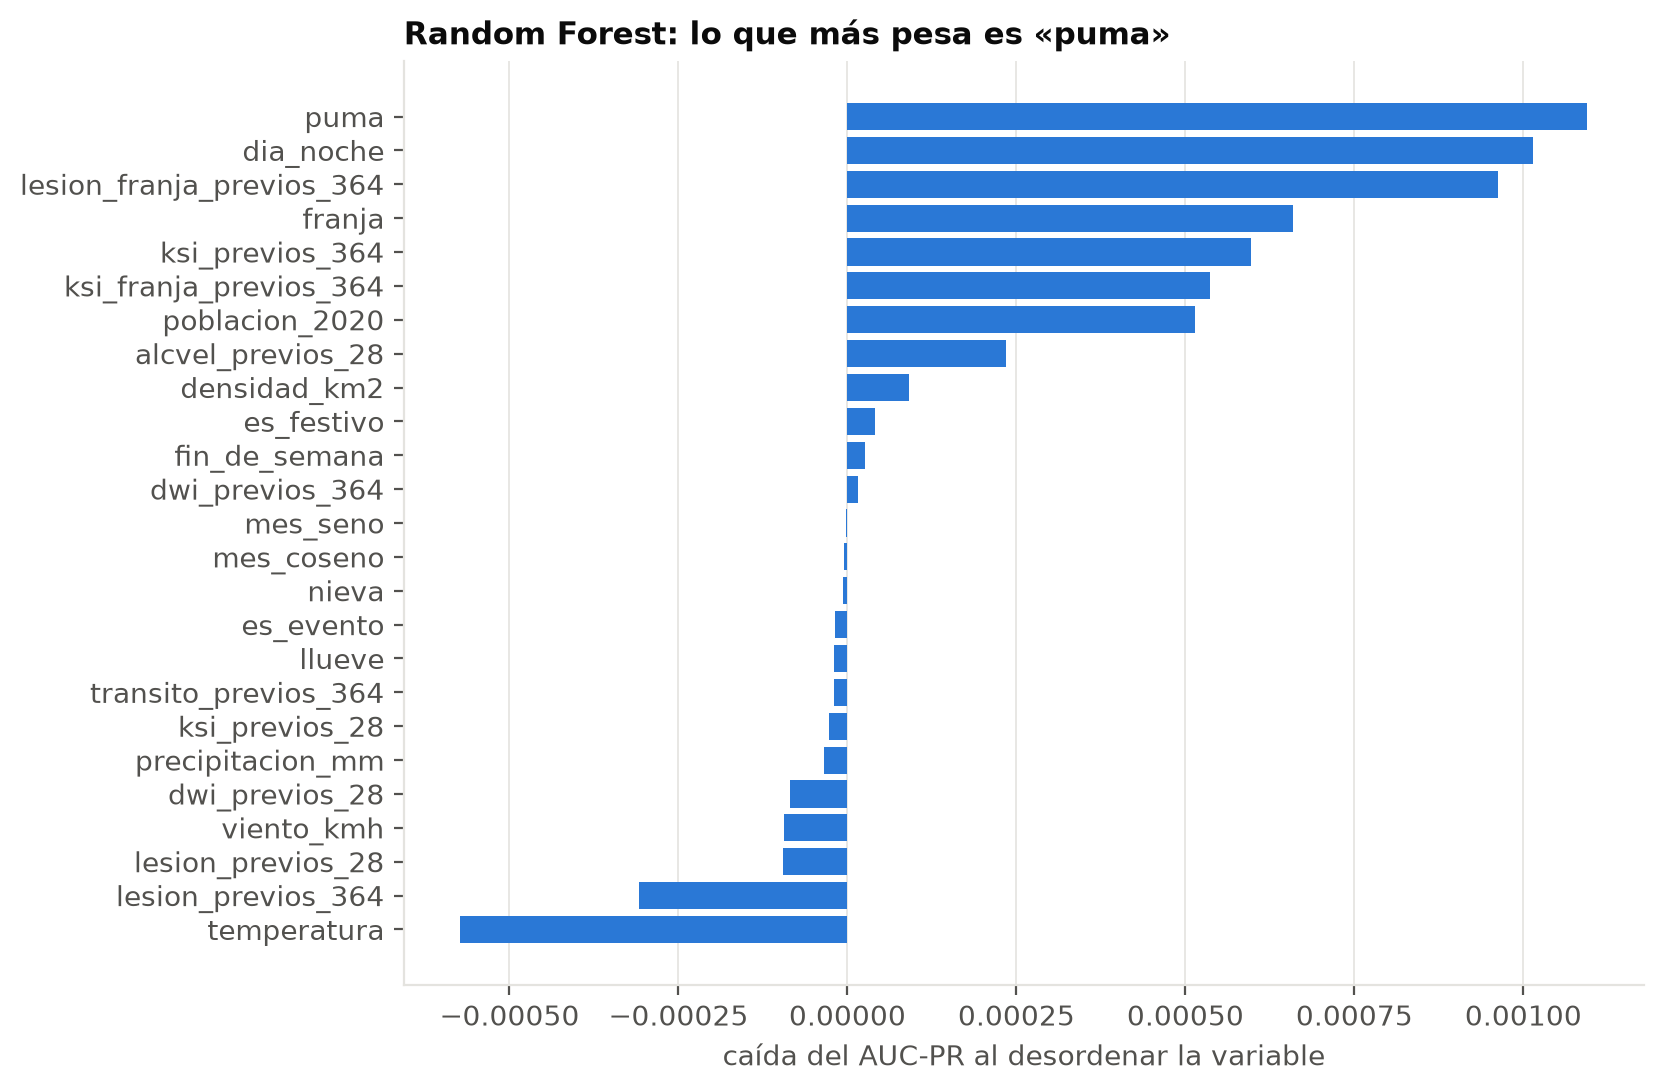 Random Forest: lo que más pesa es «puma»
puma
dia_noche
lesion_franja_previos_364
franja
ksi_previos_364
ksi_franja_previos_364
poblacion_2020
alcvel_previos_28
densidad_km2
es_festivo
fin_de_semana
dwi_previos_364
mes_seno
mes_coseno
nieva
es_evento
llueve
transito_previos_364
ksi_previos_28
precipitacion_mm
dwi_previos_28
viento_kmh
lesion_previos_28
lesion_previos_364
temperatura
−0.00050 −0.00025 0.00000 0.00025 0.00050 0.00075 0.00100
caída del AUC-PR al desordenar la variable